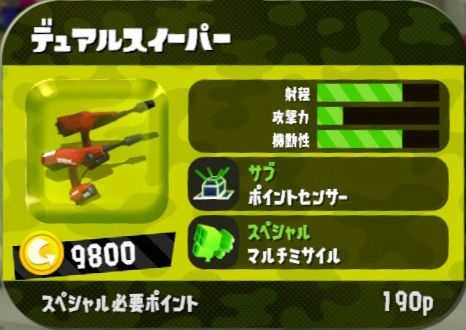 デュアルスイーパー
射程
攻撃力
機動性
サブ
ポイントセンサー
スペシャル
マルチミサイル
9800
スペシャル必要ポイント 190p